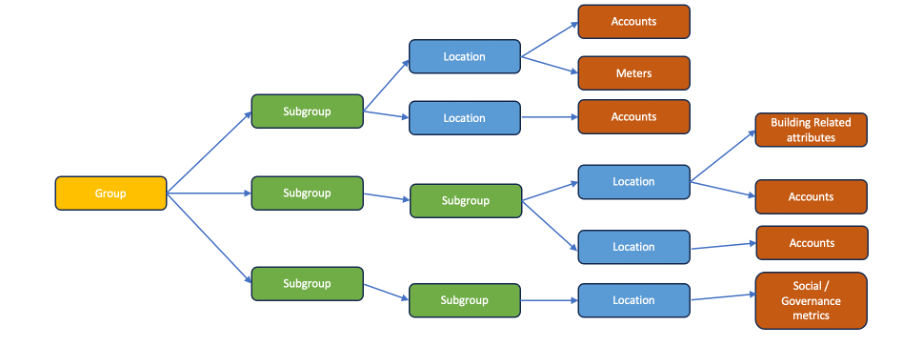 Accounts
Location
Meters
Subgroup
Location
Accounts
Building Related
attributes
Group
Subgroup
Subgroup
Location
Accounts
Location
Accounts
Subgroup
Subgroup
Location
Social /
Governance
metrics